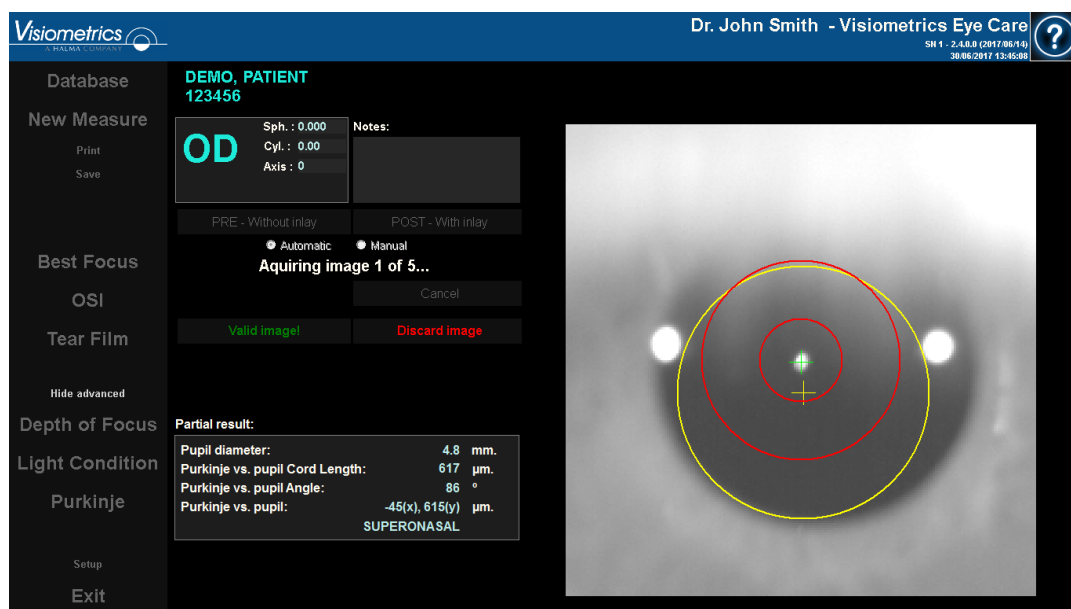 Visiometrics
A HALMA COMPANY
Dr. John Smith - Visiometrics Eye Care
SN 1 - 2.4.0.0 (2017/06/14)
30/06/2017 13:45:08
?
Database
New Measure
Print
Save
Best Focus
OSI
Tear Film
Hide advanced
Depth of Focus
Light Condition
Purkinje
Setup
Exit
DEMO, PATIENT
123456
OD
Sph. : 0.000
Cyl. : 0.00
Axis : 0
Notes:
PRE - Without inlay
POST - With inlay
Automatic
Manual
Aquiring image 1 of 5...
Cancel
Valid image!
Discard Image
Partial result:
Pupil diameter: 4.8 mm.
Purkinje vs. pupil Cord Length: 617 µm.
Purkinje vs. pupil Angle: 86 º
Purkinje vs. pupil: -45(x), 615(y) µm.
SUPERONASAL